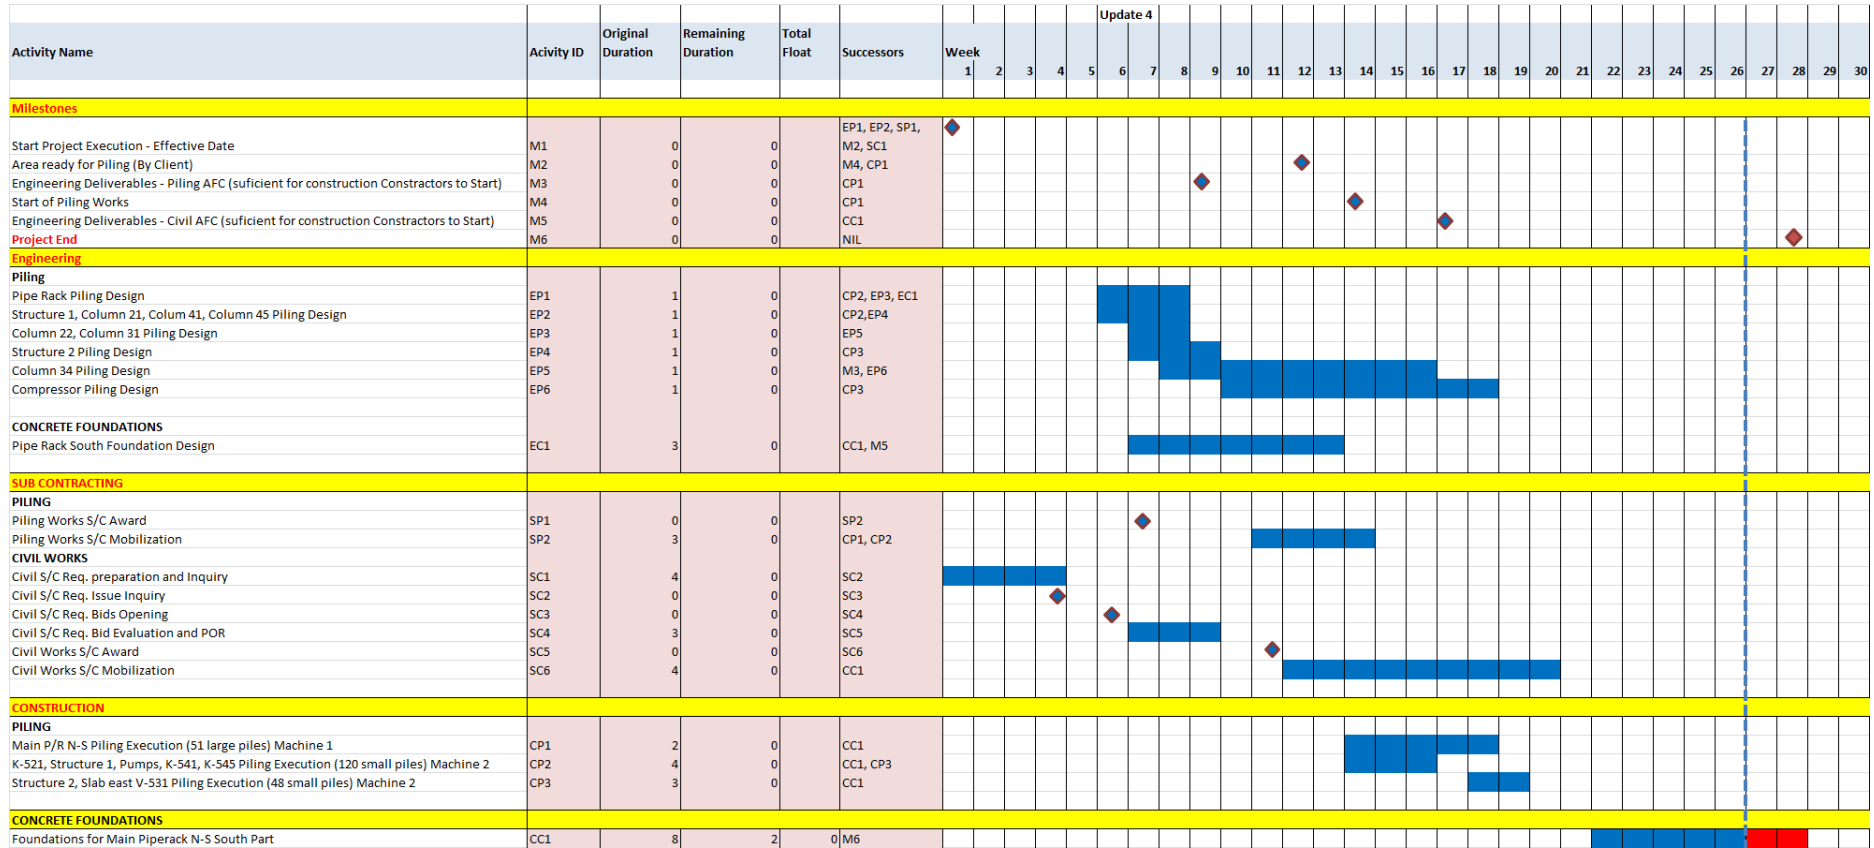 Update 4
Original Remaining Total
Activity Name Acivity ID Duration Duration Float Successors Week
1 2 3 4 5 6 7 8 9 10 11 12 13 14 15 16 17 18 19 20 21 22 23 24 25 26 27 28 29 30
Milestones
EP1, EP2, SP1,
Start Project Execution - Effective Date M1 0 0 M2, SC1
Area ready for Piling (By Client) M2 0 0 M4, CP1
Engineering Deliverables - Piling AFC (suficient for construction Constractors to Start) M3 0 0 CP1
Start of Piling Works M4 0 0 CP1
Engineering Deliverables - Civil AFC (suficient for construction Constractors to Start) M5 0 0 CC1
Project End M6 0 0 NIL
Engineering
Piling
Pipe Rack Piling Design EP1 1 0 CP2, EP3, EC1
Structure 1, Column 21, Colum 41, Column 45 Piling Design EP2 1 0 CP2,EP4
Column 22, Column 31 Piling Design EP3 1 0 EP5
Structure 2 Piling Design EP4 1 0 CP3
Column 34 Piling Design EP5 1 0 M3, EP6
Compressor Piling Design EP6 1 0 CP3
CONCRETE FOUNDATIONS
Pipe Rack South Foundation Design EC1 3 0 CC1, M5
SUB CONTRACTING
PILING
Piling Works S/C Award SP1 0 0 SP2
Piling Works S/C Mobilization SP2 3 0 CP1, CP2
CIVIL WORKS
Civil S/C Req. preparation and Inquiry SC1 4 0 SC2
Civil S/C Req. Issue Inquiry SC2 0 0 SC3
Civil S/C Req. Bids Opening SC3 0 0 SC4
Civil S/C Req. Bid Evaluation and POR SC4 3 0 SC5
Civil Works S/C Award SC5 0 0 SC6
Civil Works S/C Mobilization SC6 4 0 CC1
CONSTRUCTION
PILING
Main P/R N-S Piling Execution (51 large piles) Machine 1 CP1 2 0 CC1
K-521, Structure 1, Pumps, K-541, K-545 Piling Execution (120 small piles) Machine 2 CP2 4 0 CC1, CP3
Structure 2, Slab east V-531 Piling Execution (48 small piles) Machine 2 CP3 3 0 CC1
CONCRETE FOUNDATIONS
Foundations for Main Piperack N-S South Part CC1 8 2 0 M6